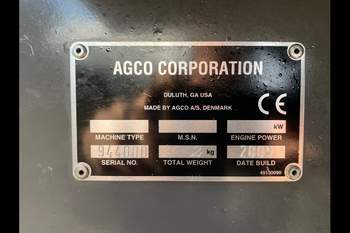 AGCO CORPORATION
DULUTH, GA USA
MADE BY AGCO A/S, DENMARK
CE
kW
MACHINE TYPE M.S.N. ENGINE POWER
kg
SERIAL NO. TOTAL WEIGHT DATE BUILD